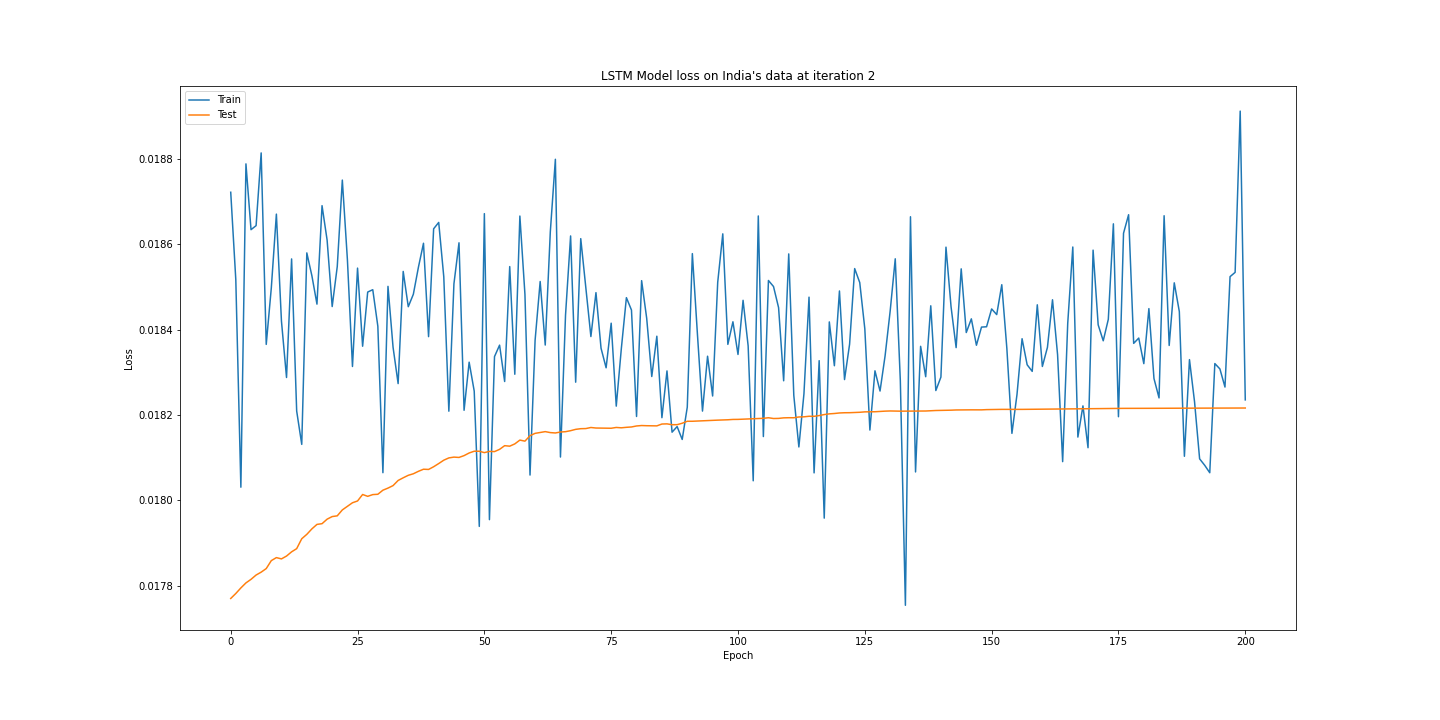 LSTM Model loss on India's data at iteration 2
Train
Test
0.0188
0.0186
0.0184
0.0182
0.0180
0.0178
Loss
0 25 50 75 100 125 150 175 200
Epoch